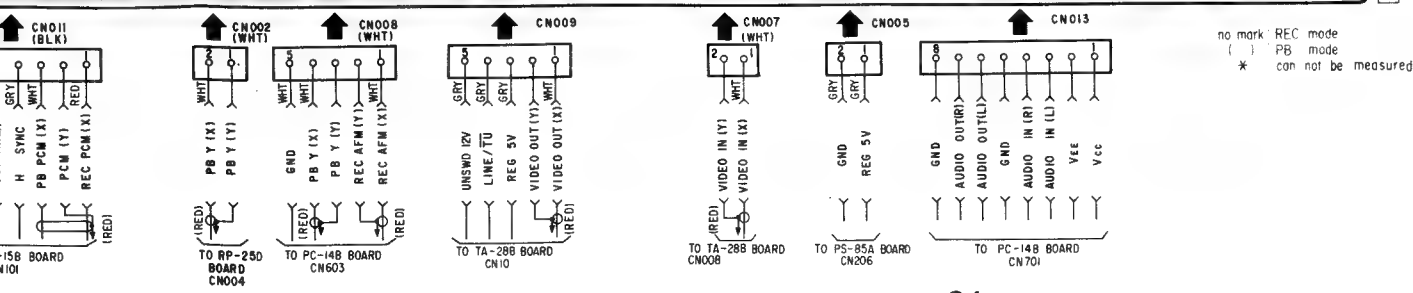 CN011
(BLK)
1
GRY
WHT
RED
H SYNC
PB PCM (X)
PCM (Y)
REC PCM (X)
(RED)
-15B BOARD
N101
CN002
(WHT)
2 1
WHT
PB Y (X)
PB Y (Y)
(RED)
TO RP-25D
BOARD
CN004
CN008
(WHT)
5 1
WHT
WHT
WHT
GND
PB Y (X)
PB Y (Y)
REC AFM (Y)
REC AFM (X)
(RED)
(RED)
TO PC-14B BOARD
CN603
CN009
5 1
GRY
GRY
WHT
UNSWD 12V
LINE/TU
REG 5V
VIDEO OUT (Y)
VIDEO OUT (X)
(RED)
TO TA-28B BOARD
CN10
CN007
(WHT)
2 1
WHT
VIDEO IN (Y)
VIDEO IN (X)
(RED)
TO TA-28B BOARD
CN008
CN005
2 1
GRY
GRY
GND
REG 5V
TO PS-85A BOARD
CN206
CN013
8 1
GND
AUDIO OUT(R)
AUDIO OUT(L)
GND
AUDIO IN (R)
AUDIO IN (L)
VEE
Vcc
TO PC-14B BOARD
CN701
no mark REC mode
( ) PB mode
* can not be measured